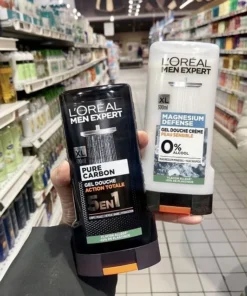 L'ORÉAL
MEN EXPERT
PURE
CARBON
GEL DOUCHE
ACTION TOTALE
5EN1
L'ORÉAL
MEN EXPERT
XL
MAGNESIUM
DEFENSE
GEL DOUCHE CRÈME
PEAU SENSIBLE
0%
ALCOOL